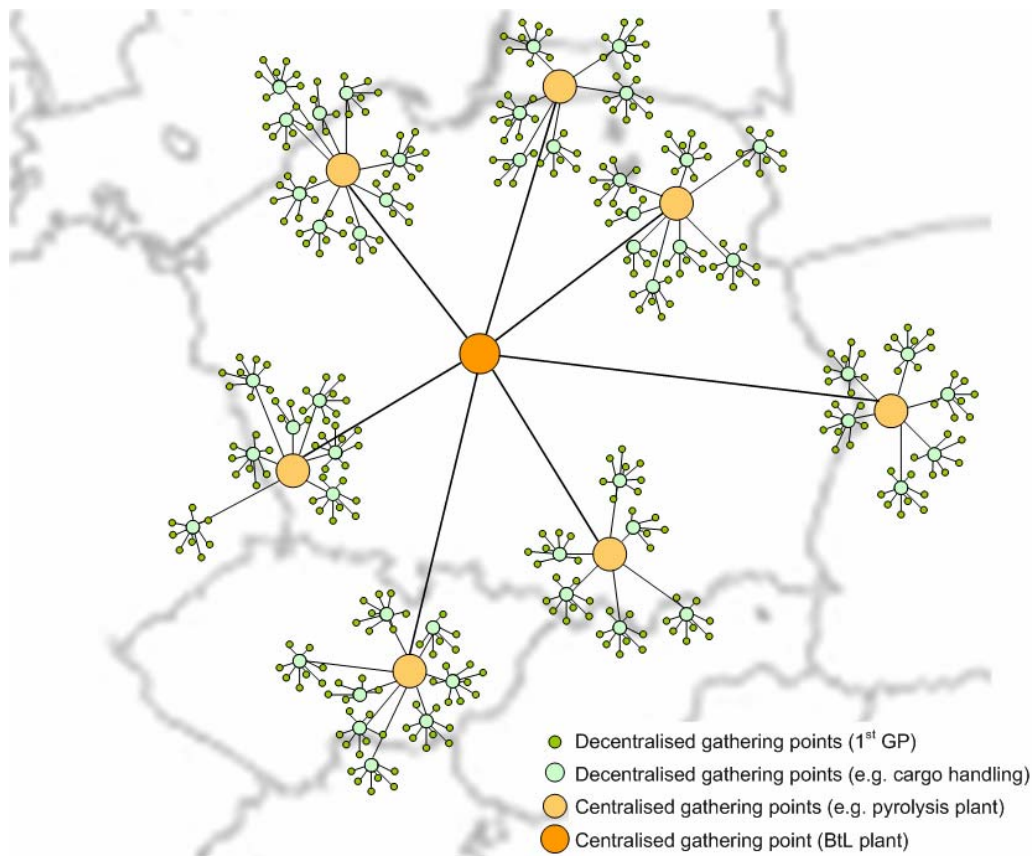 Decentralised gathering points (1st GP)
Decentralised gathering points (e.g. cargo handling)
Centralised gathering points (e.g. pyrolysis plant)
Centralised gathering point (BtL plant)